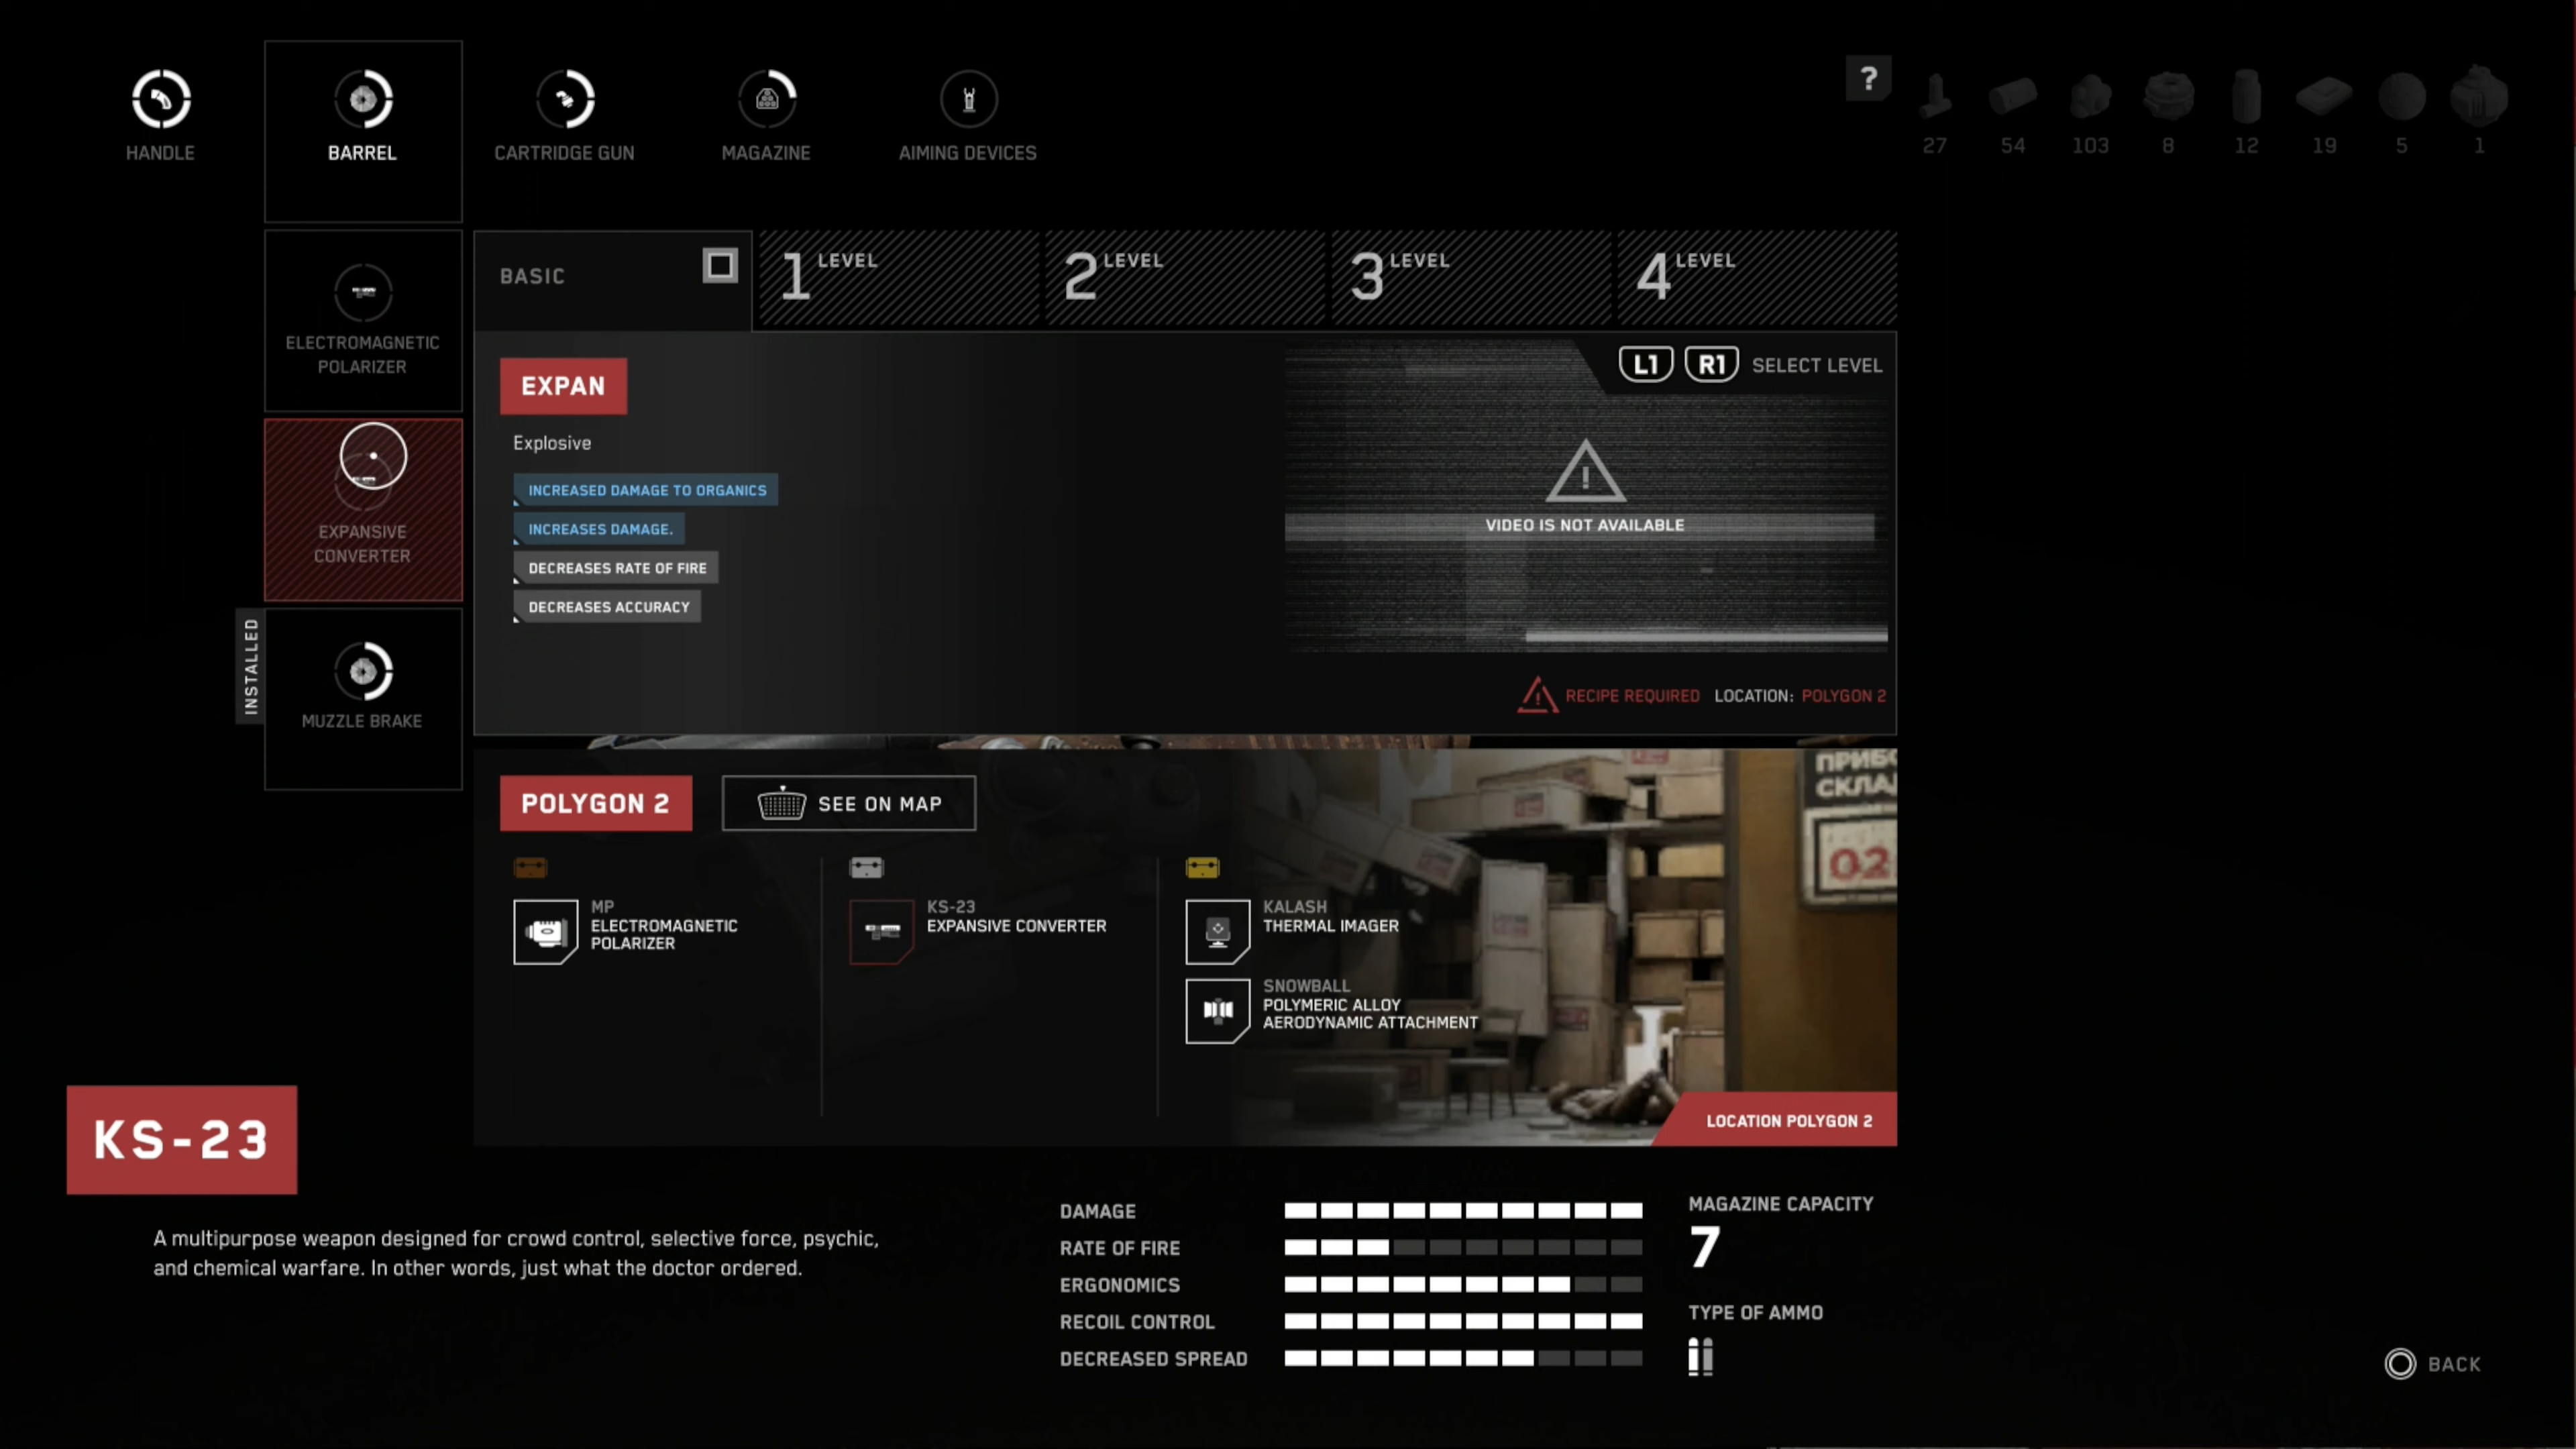 HANDLE
BARREL
CARTRIDGE GUN
MAGAZINE
AIMING DEVICES
?
27
54
103
8
12
19
5
1
ELECTROMAGNETIC
POLARIZER
EXPANSIVE
CONVERTER
INSTALLED
MUZZLE BRAKE
BASIC
1 LEVEL
2 LEVEL
3 LEVEL
4 LEVEL
EXPAN
L1 R1 SELECT LEVEL
Explosive
INCREASED DAMAGE TO ORGANICS
INCREASES DAMAGE.
DECREASES RATE OF FIRE
DECREASES ACCURACY
VIDEO IS NOT AVAILABLE
RECIPE REQUIRED LOCATION: POLYGON 2
POLYGON 2
SEE ON MAP
MP
ELECTROMAGNETIC
POLARIZER
KS-23
EXPANSIVE CONVERTER
KALASH
THERMAL IMAGER
SNOWBALL
POLYMERIC ALLOY
AERODYNAMIC ATTACHMENT
ПРИБО
СКЛА
02
LOCATION POLYGON 2
KS-23
A multipurpose weapon designed for crowd control, selective force, psychic,
and chemical warfare. In other words, just what the doctor ordered.
DAMAGE
RATE OF FIRE
ERGONOMICS
RECOIL CONTROL
DECREASED SPREAD
MAGAZINE CAPACITY
7
TYPE OF AMMO
BACK